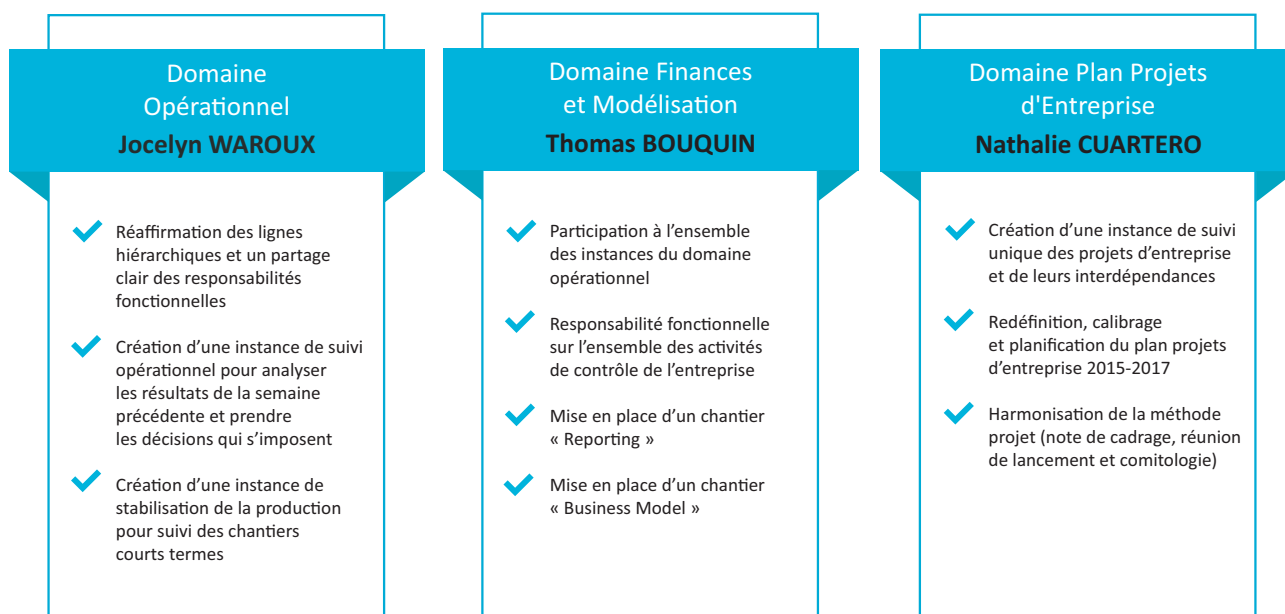 Domaine
Opérationnel
Jocelyn WAROUX
Réaffirmation des lignes
hiérarchiques et un partage
clair des responsabilités
fonctionnelles
Création d’une instance de suivi
opérationnel pour analyser
les résultats de la semaine
précédente et prendre
les décisions qui s’imposent
Création d’une instance de
stabilisation de la production
pour suivi des chantiers
courts termes
Domaine Finances
et Modélisation
Thomas BOUQUIN
Participation à l’ensemble
des instances du domaine
opérationnel
Responsabilité fonctionnelle
sur l’ensemble des activités
de contrôle de l’entreprise
Mise en place d’un chantier
« Reporting »
Mise en place d’un chantier
« Business Model »
Domaine Plan Projets
d'Entreprise
Nathalie CUARTERO
Création d’une instance de suivi
unique des projets d’entreprise
et de leurs interdépendances
Redéfinition, calibrage
et planification du plan projets
d’entreprise 2015-2017
Harmonisation de la méthode
projet (note de cadrage, réunion
de lancement et comitologie)